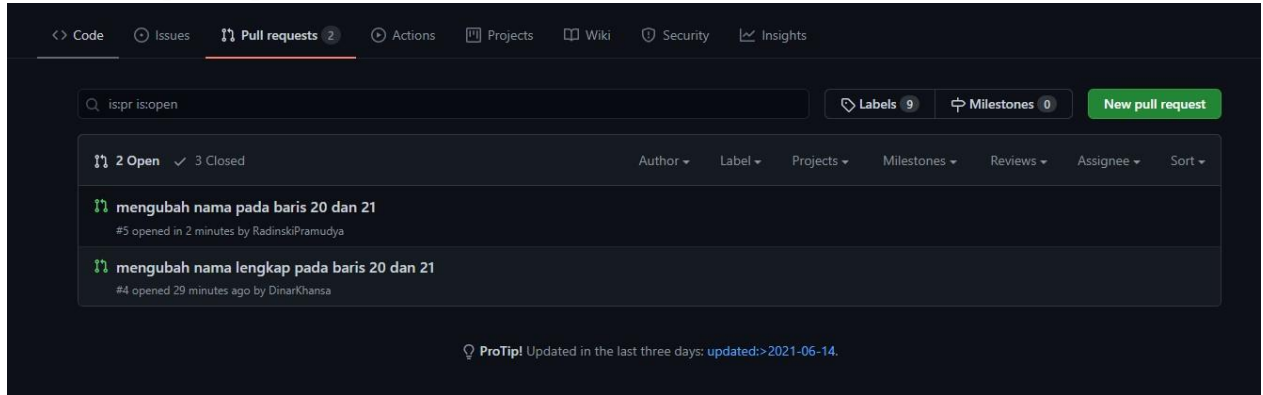 <> Code Issues Pull requests 2 Actions Projects Wiki Security Insights
is:pr is:open Labels 9 Milestones 0 New pull request
2 Open 3 Closed Author Label Projects Milestones Reviews Assignee Sort
mengubah nama pada baris 20 dan 21
#5 opened in 2 minutes by RadinskiPramudya
mengubah nama lengkap pada baris 20 dan 21
#4 opened 29 minutes ago by DinarKhansa
ProTip! Updated in the last three days: updated:>2021-06-14.